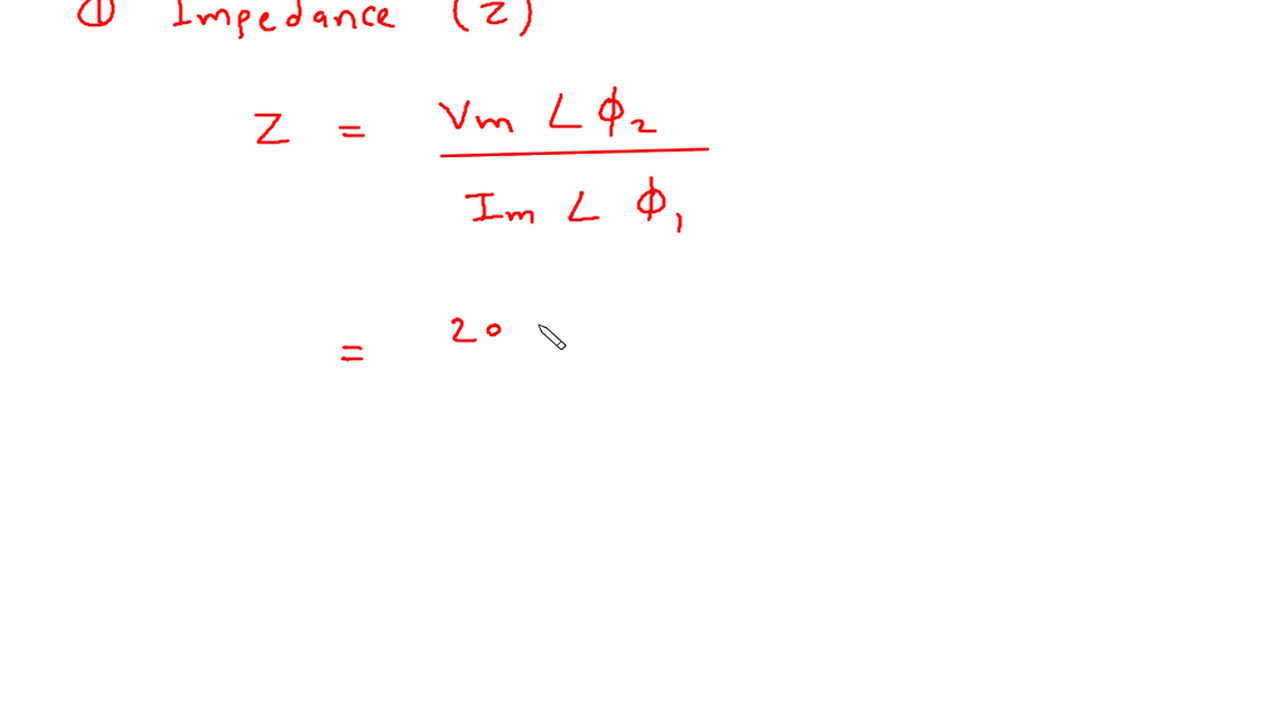 ① Impedance (Z)
Z = Vm ∠ ϕ₂
Im ∠ ϕ₁
= 20